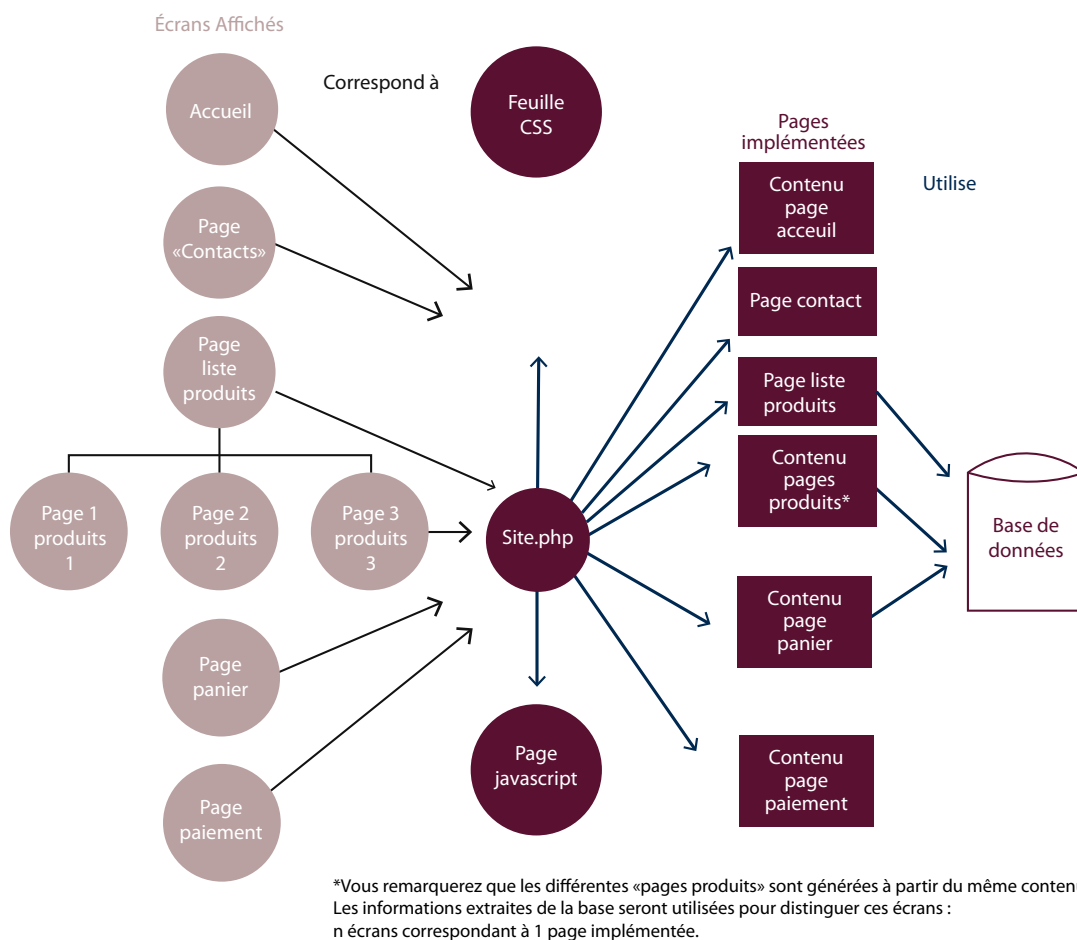 Écrans Affichés
Accueil
Correspond à
Feuille
CSS
Pages
implémentées
Contenu
page
acceuil
Utilise
Page
«Contacts»
Page contact
Page
liste
produits
Page liste
produits
Contenu
pages
produits*
Page 1
produits
1
Page 2
produits
2
Page 3
produits
3
Site.php
Base de
données
Contenu
page
panier
Page
panier
Page
javascript
Contenu
page
paiement
Page
paiement
*Vous remarquerez que les différentes «pages produits» sont générées à partir du même conten
Les informations extraites de la base seront utilisées pour distinguer ces écrans :
n écrans correspondant à 1 page implémentée.